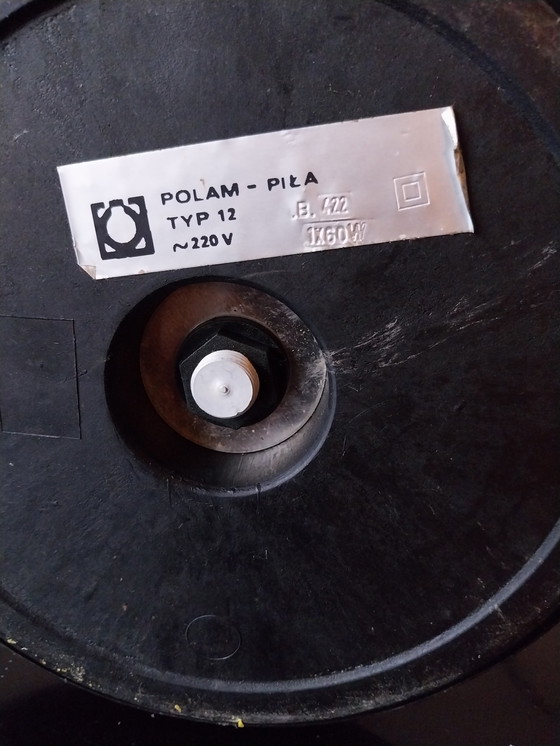 POLAM - PIŁA
TYP 12
.B. 422
~220 V
1X60W